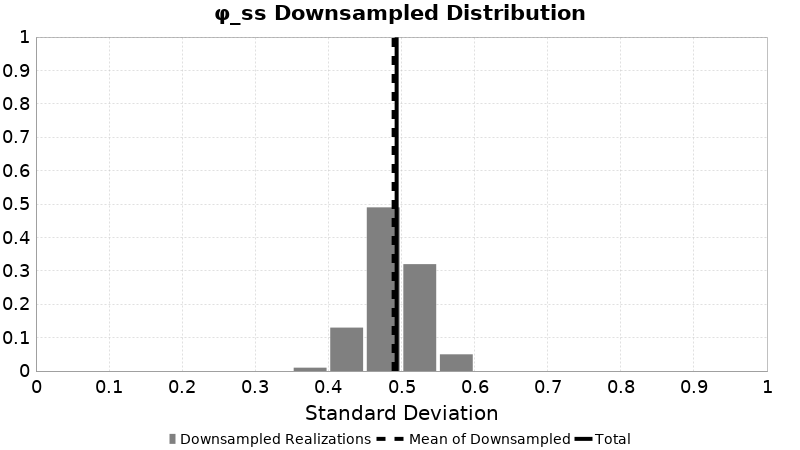 φ_ss Downsampled Distribution
1
0.9
0.8
0.7
0.6
0.5
0.4
0.3
0.2
0.1
0
0 0.1 0.2 0.3 0.4 0.5 0.6 0.7 0.8 0.9 1
Standard Deviation
Downsampled Realizations Mean of Downsampled Total